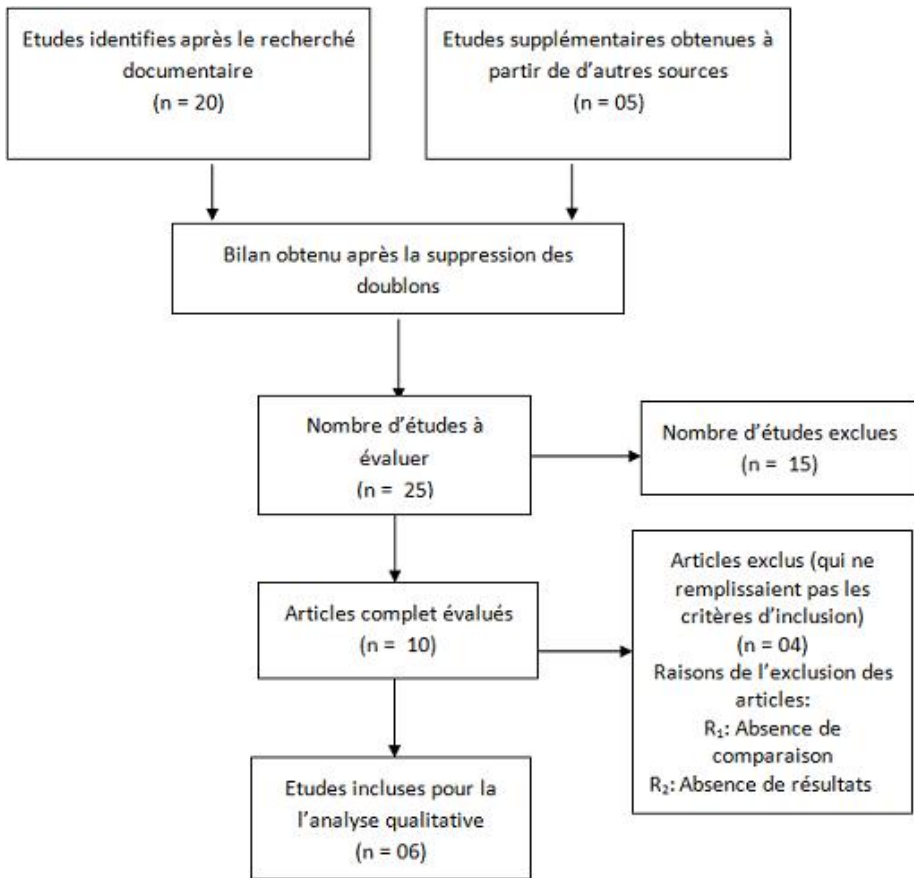 Etudes identifies après le recherché
documentaire
(n = 20)
Etudes supplémentaires obtenues à
partir de d'autres sources
(n = 05)
Bilan obtenu après la suppression des
doublons
Nombre d'études à
évaluer
(n = 25)
Nombre d'études exclues
(n = 15)
Articles complet évalués
(n = 10)
Articles exclus (qui ne
remplissaient pas les
critères d'inclusion)
(n = 04)
Raisons de l'exclusion des
articles:
R₁: Absence de
comparaison
R₂: Absence de résultats
Etudes incluses pour la
l'analyse qualitative
(n = 06)